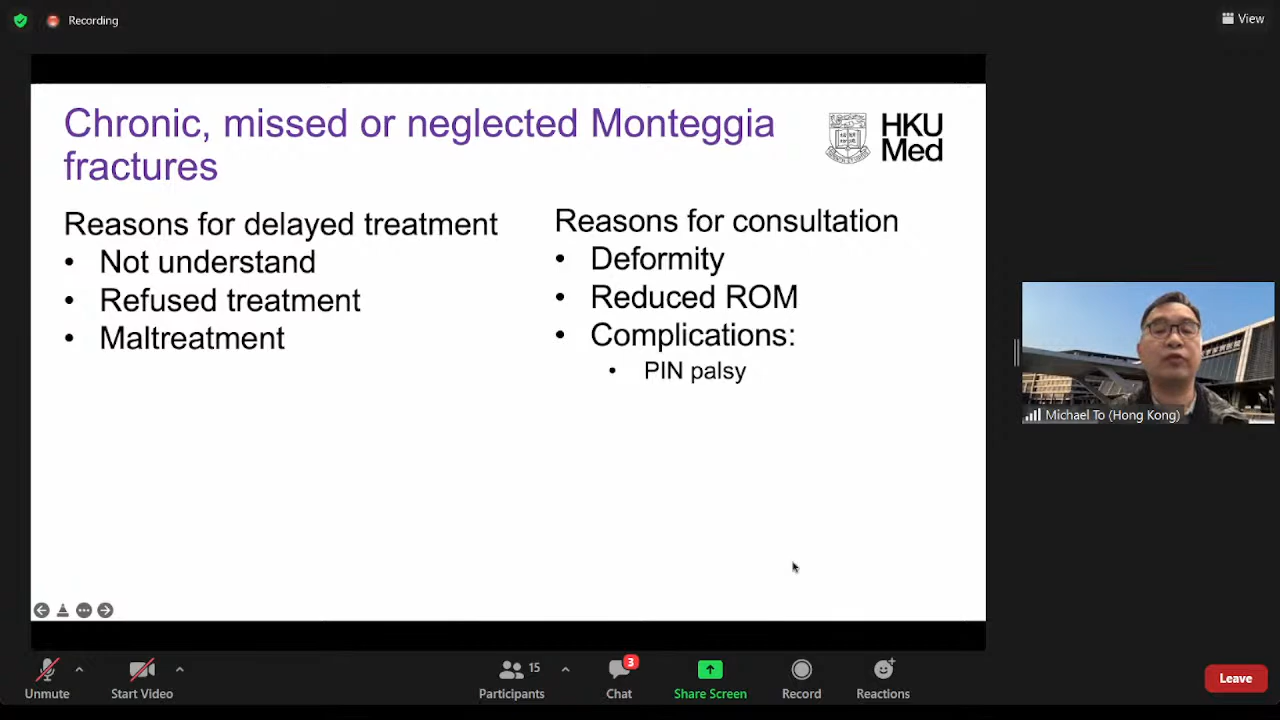 Recording
View
Chronic, missed or neglected Monteggia
fractures
HKU
Med
Reasons for delayed treatment
• Not understand
• Refused treatment
• Maltreatment
Reasons for consultation
• Deformity
• Reduced ROM
• Complications:
• PIN palsy
Michael To (Hong Kong)
Unmute
Start Video
15
Participants
3
Chat
Share Screen
Record
Reactions
Leave